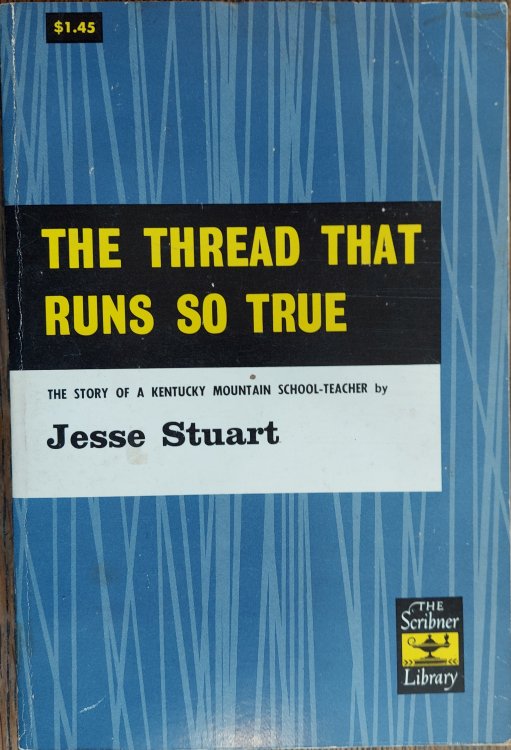 $1.45
THE THREAD THAT
RUNS SO TRUE
THE STORY OF A KENTUCKY MOUNTAIN SCHOOL-TEACHER by
Jesse Stuart
THE
Scribner
Library